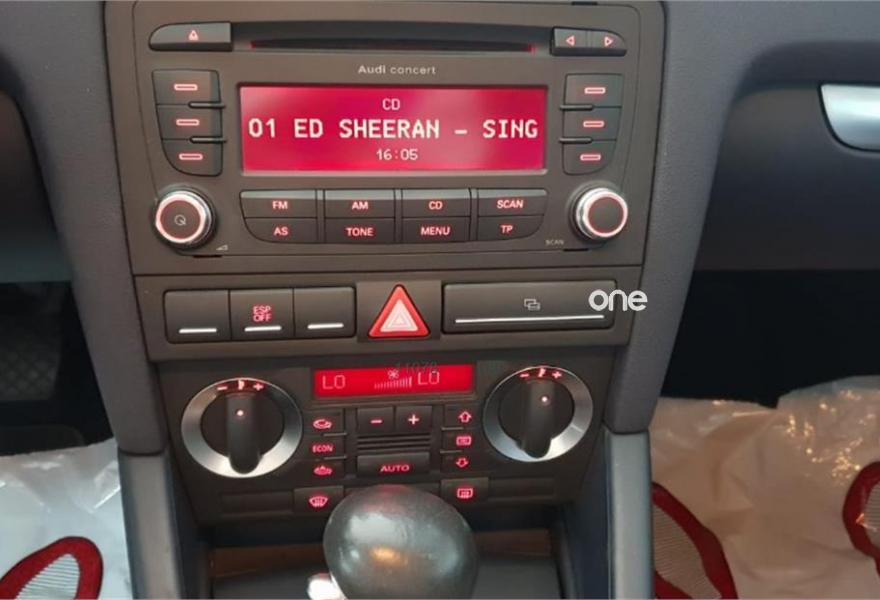 Audi concert
CD
01 ED SHEERAN - SING
16:05
FM AM CD SCAN
AS TONE MENU TP
SCAN
ESP
OFF
one
LO LO
- +
- + - +
ECON
AUTO